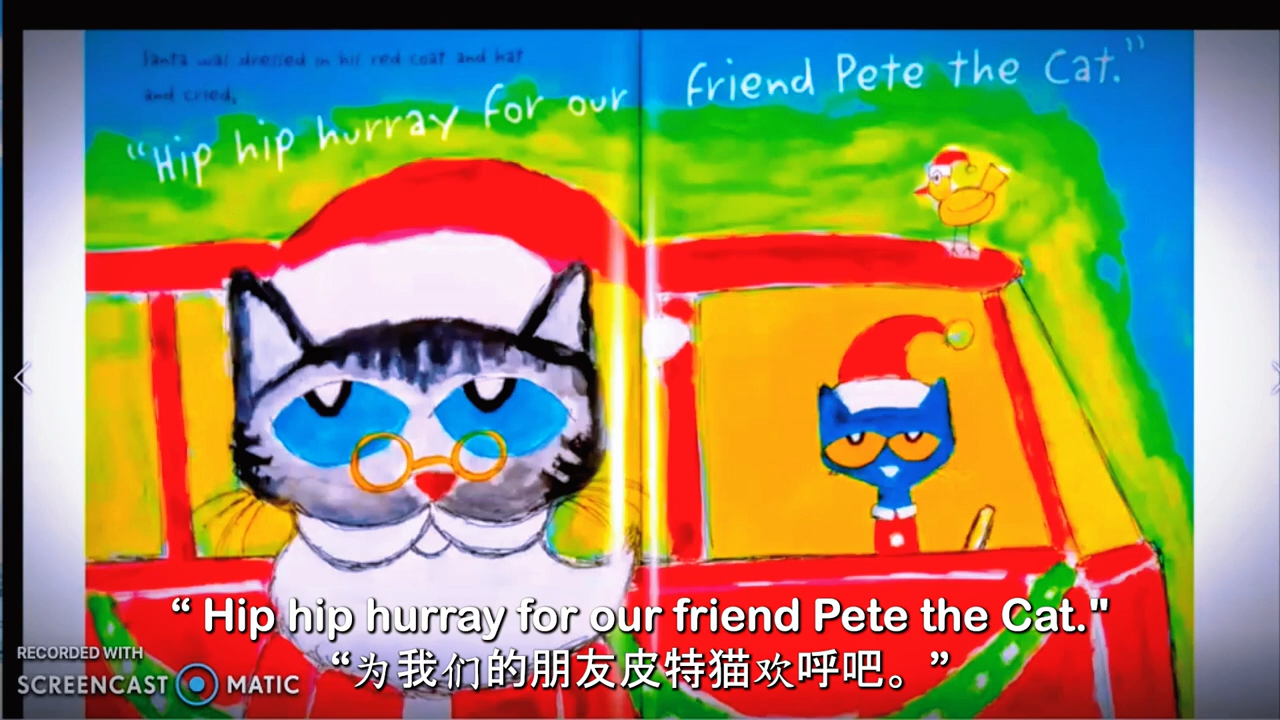 Santa was dressed in his red coat and hat
and cried,
“Hip hip hurray for our friend Pete the Cat.”
“ Hip hip hurray for our friend Pete the Cat."
“为我们的朋友皮特猫欢呼吧。”
RECORDED WITH
SCREENCAST MATIC